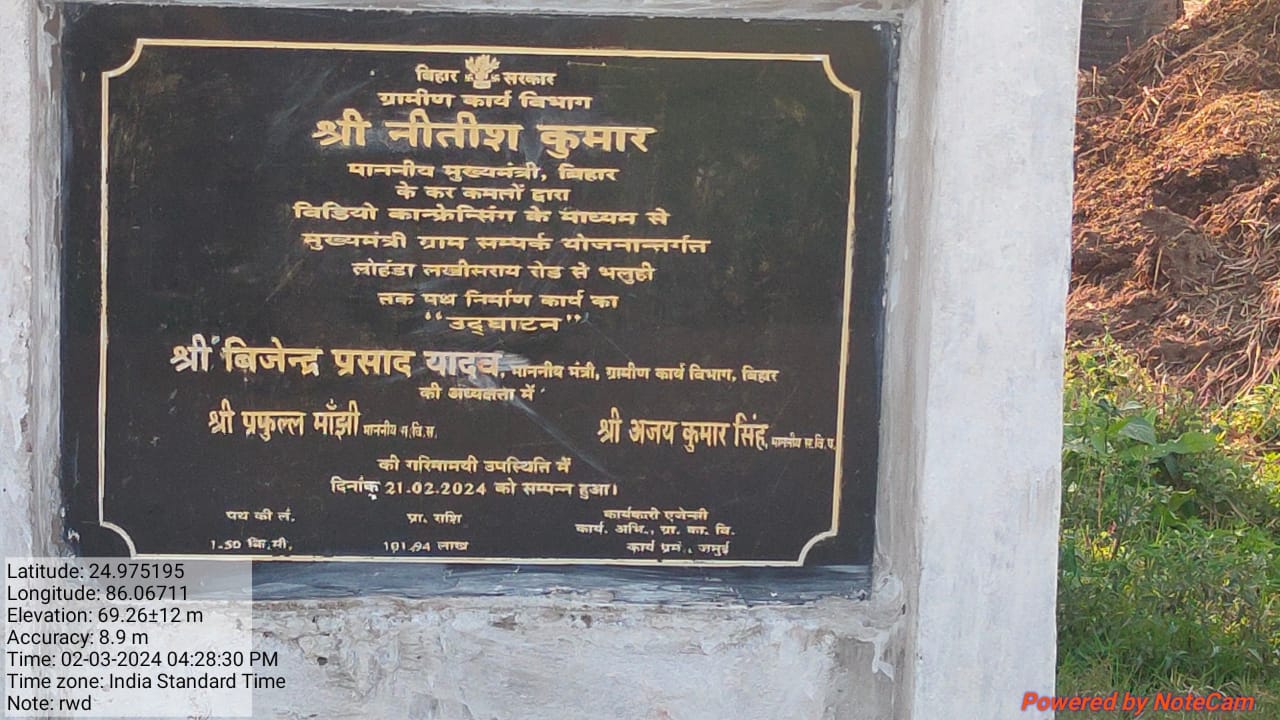 बिहार सरकार
ग्रामीण कार्य विभाग
श्री नीतीश कुमार
माननीय मुख्यमंत्री, बिहार
के कर कमलों द्वारा
विडियो कान्फ्रेन्सिंग के माध्यम से
मुख्यमंत्री ग्राम सम्पर्क योजनान्तर्गत
लोहंडा लखीसराय रोड से भलुही
तक पथ निर्माण कार्य का
“उद्घाटन”
श्री बिजेन्द्र प्रसाद यादव, माननीय मंत्री, ग्रामीण कार्य विभाग, बिहार
की अध्यक्षता में
श्री प्रफुल्ल माँझी माननीय स.वि.स. श्री अजय कुमार सिंह, माननीय स.वि.प.
की गरिमामयी उपस्थिति में
दिनांक 21.02.2024 को सम्पन्न हुआ।
पथ की लं. प्रा. राशि कार्यकारी एजेन्सी
कार्य. अभि., ग्रा. का. वि.
1.50 कि.मी. 101.94 लाख कार्य प्रमं., जमुई
Latitude: 24.975195
Longitude: 86.06711
Elevation: 69.26±12 m
Accuracy: 8.9 m
Time: 02-03-2024 04:28:30 PM
Time zone: India Standard Time
Note: rwd
Powered by NoteCam